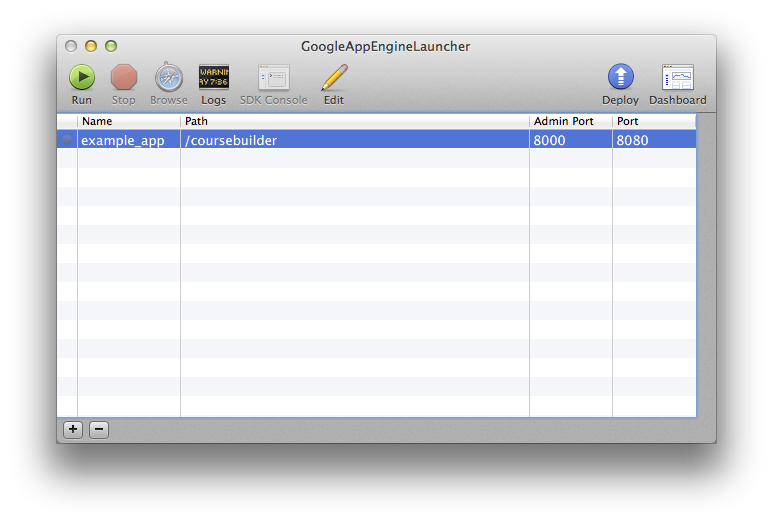 GoogleAppEngineLauncher
WARNIN
AY 7:36
Run Stop Browse Logs SDK Console Edit Deploy Dashboard
Name Path Admin Port Port
example_app /coursebuilder 8000 8080